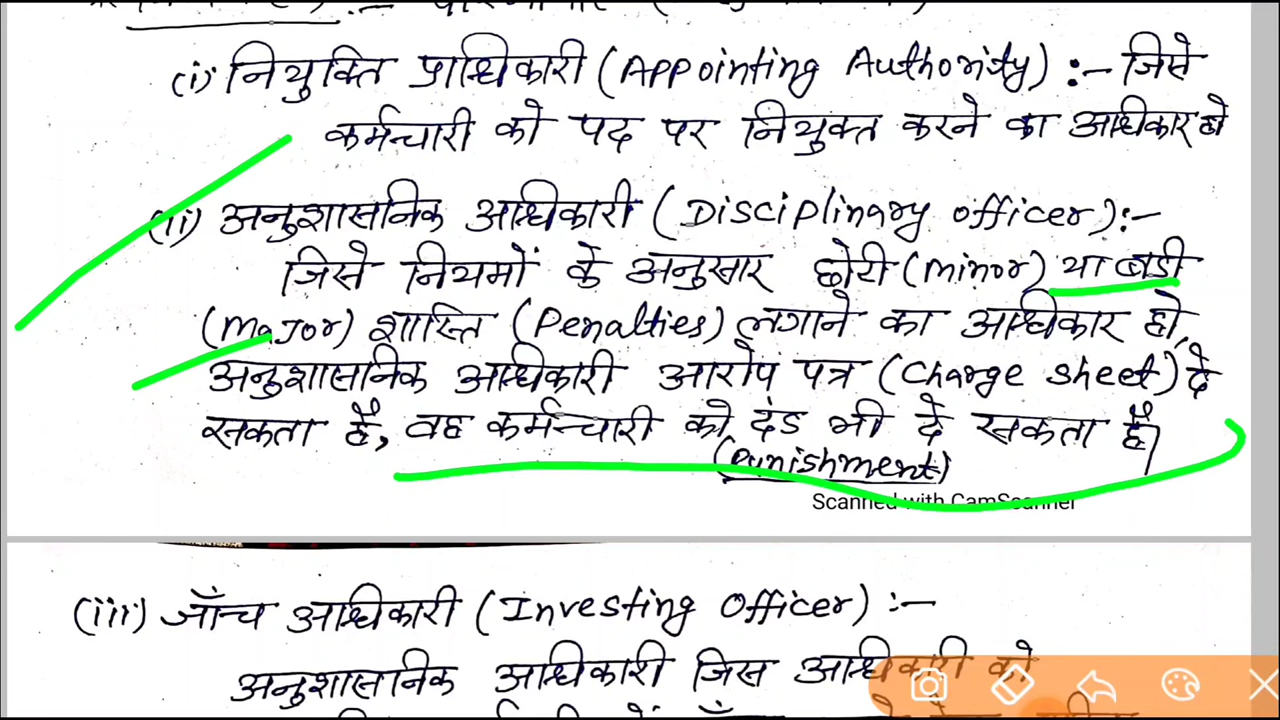 (i) नियुक्ति प्राधिकारी (Appointing Authority) :- जिसे
कर्मचारी को पद पर नियुक्त करने का अधिकार हो
(ii) अनुशासनिक अधिकारी (Disciplinary officer):-
जिसे नियमों के अनुसार छोटी (minor) या बडी
(major) शास्ति (Penalties) लगाने का अधिकार हो,
अनुशासनिक अधिकारी आरोप पत्र (charge sheet) दे
सकता है, वह कर्मचारी को दंड भी दे सकता है।
(Punishment)
Scanned with CamScanner
(iii) जाँच अधिकारी (Investing Officer) :-
अनुशासनिक अधिकारी जिस अधिकारी को